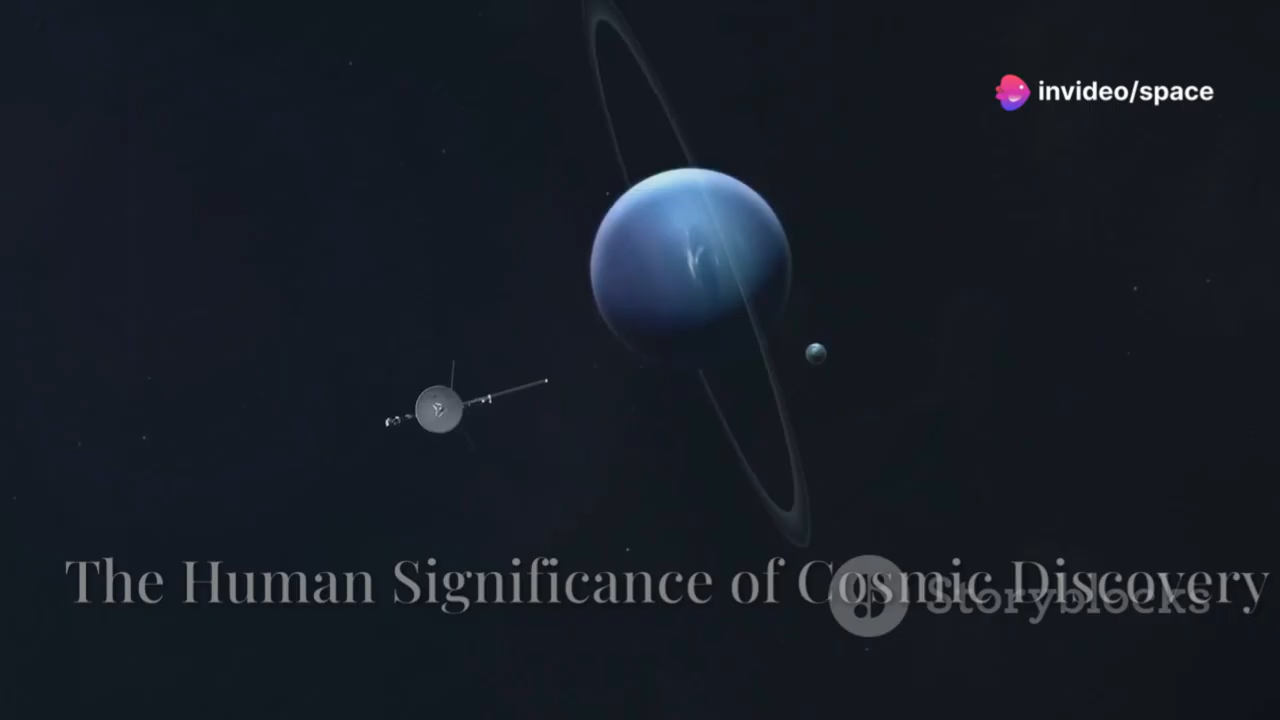 invideo/space
The Human Significance of Cosmic Discovery
Storyblocks